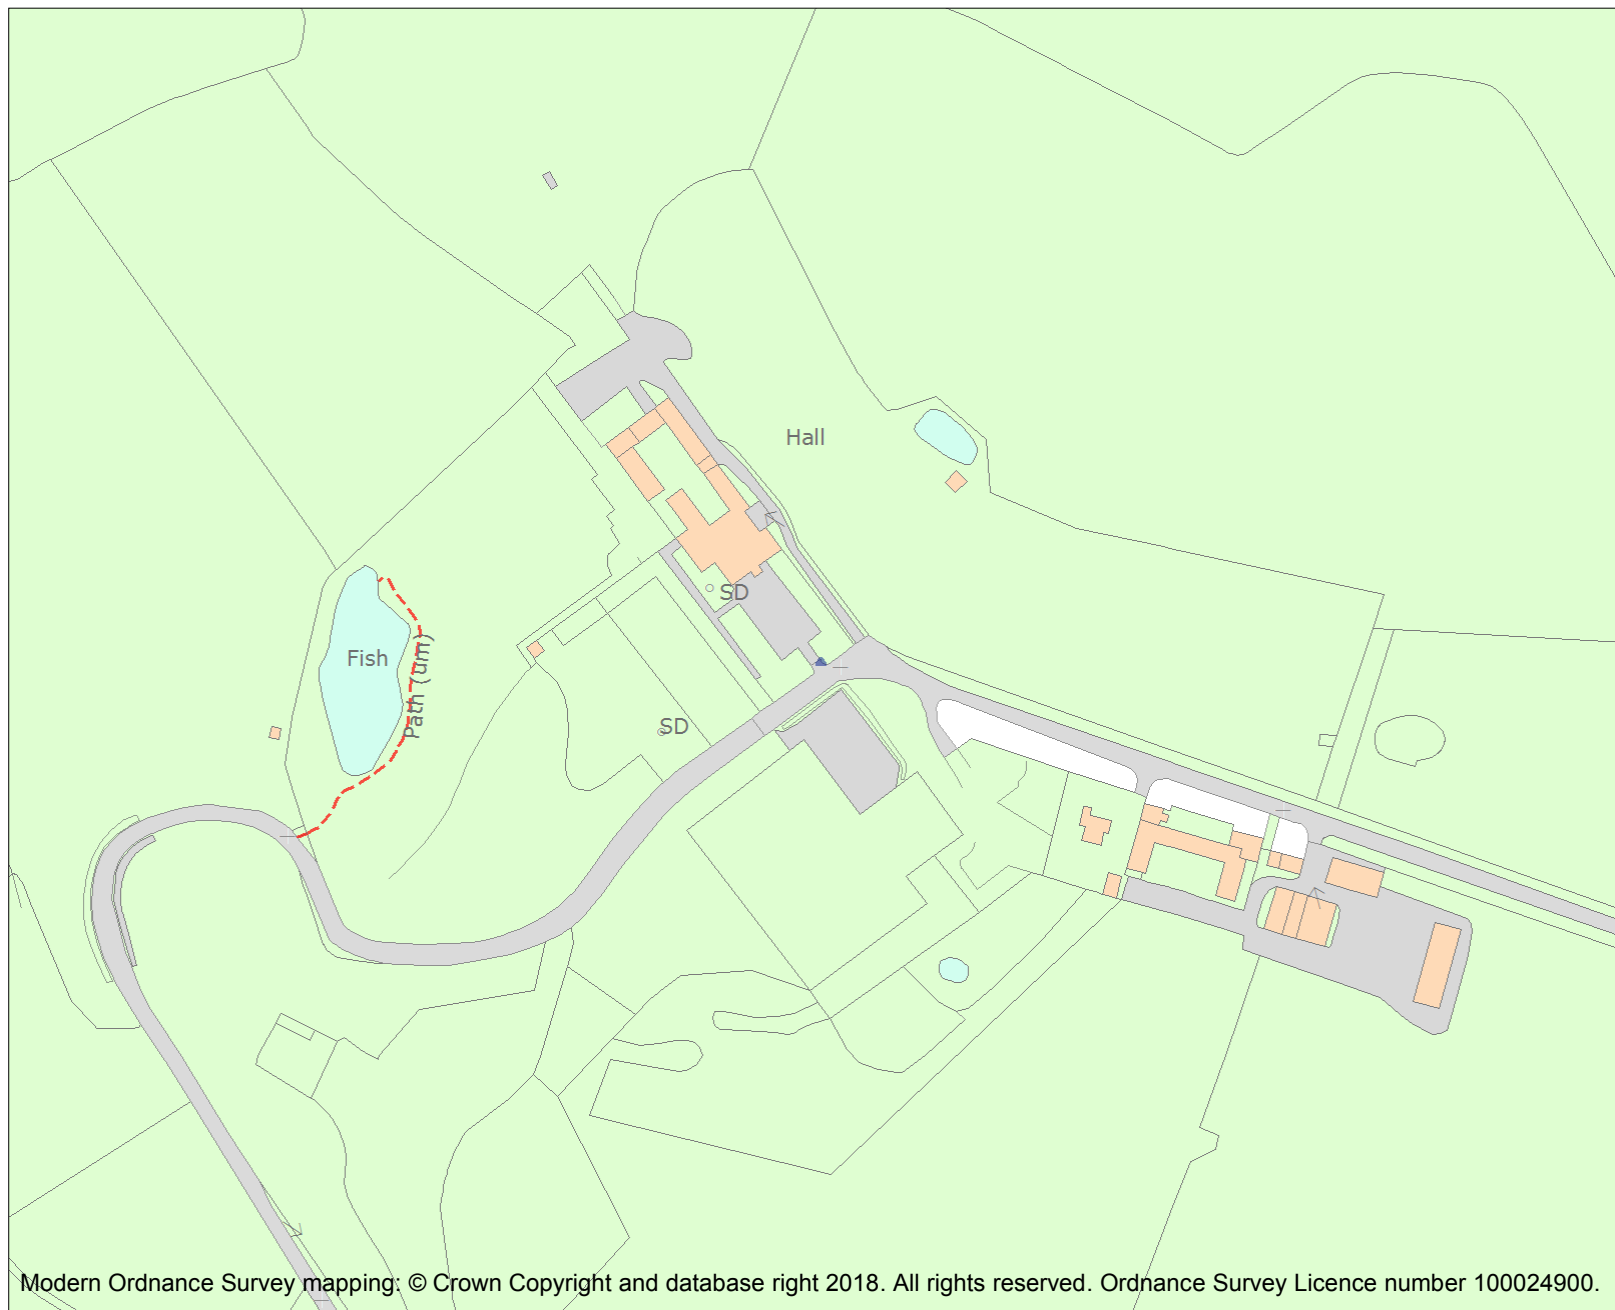 Hall
SD
Fish
Path (um)
SD
Modern Ordnance Survey mapping: © Crown Copyright and database right 2018. All rights reserved. Ordnance Survey Licence number 100024900.